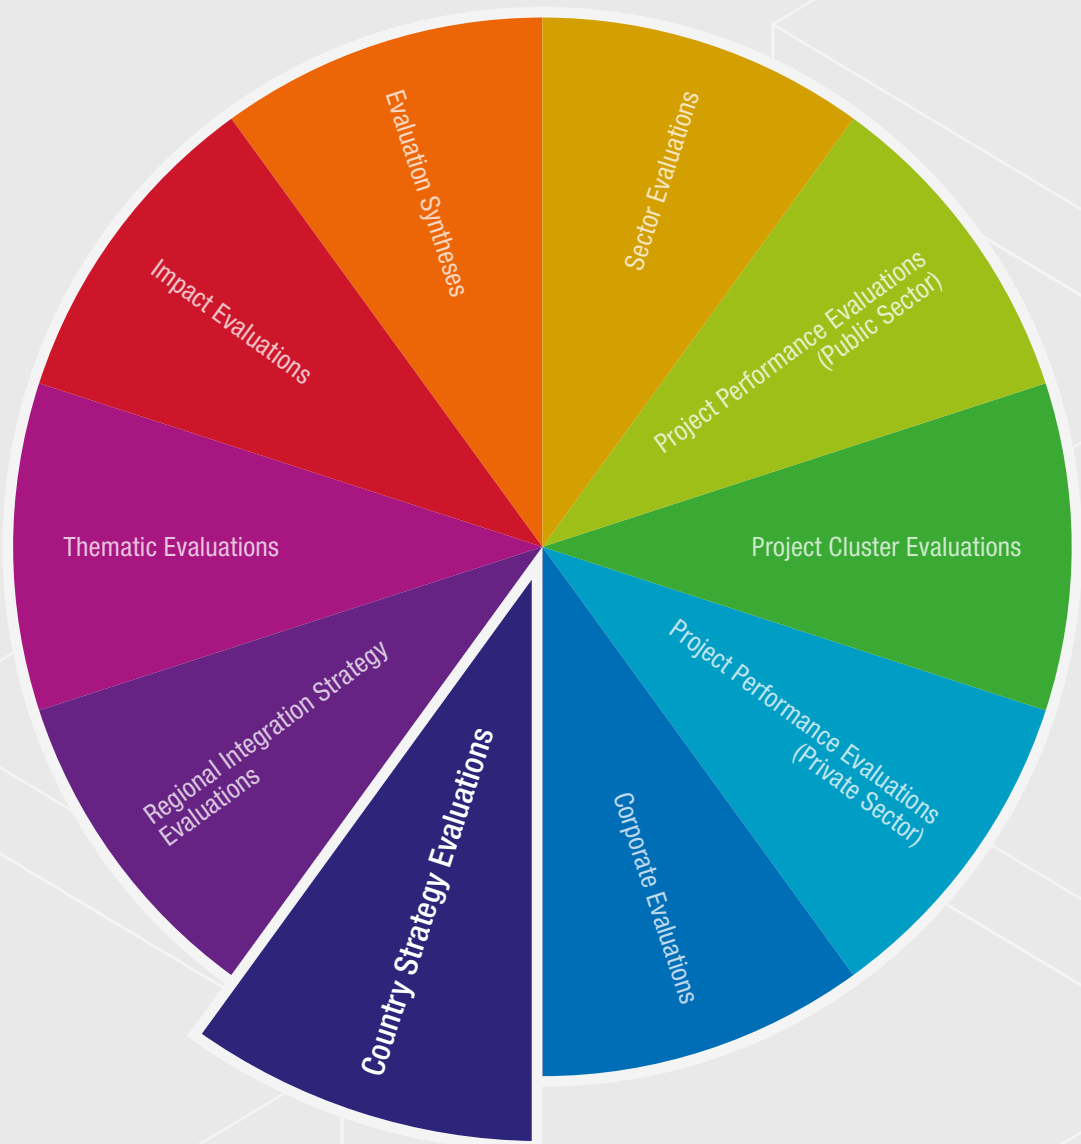 Sector Evaluations
Project Performance Evaluations
(Public Sector)
Project Cluster Evaluations
Project Performance Evaluations
(Private Sector)
Corporate Evaluations
Country Strategy Evaluations
Regional Integration Strategy
Evaluations
Thematic Evaluations
Impact Evaluations
Evaluation Syntheses